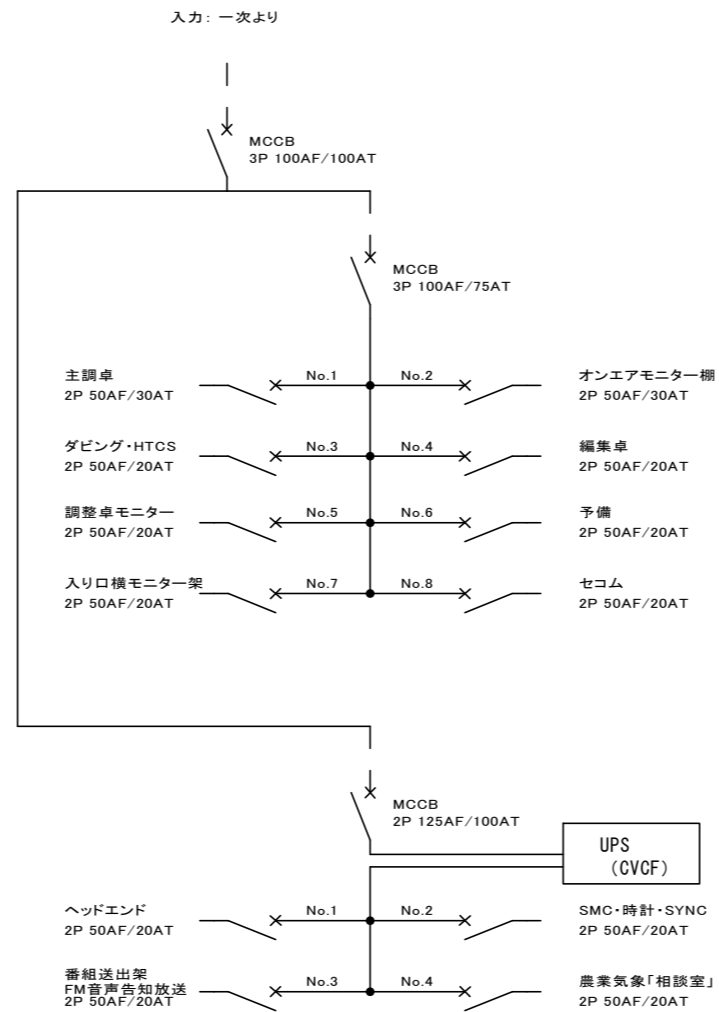 入力: 一次より
MCCB
3P 100AF/100AT
MCCB
3P 100AF/75AT
主調卓
2P 50AF/30AT
No.1
No.2
オンエアモニター棚
2P 50AF/30AT
ダビング・HTCS
2P 50AF/20AT
No.3
No.4
編集卓
2P 50AF/20AT
調整卓モニター
2P 50AF/20AT
No.5
No.6
予備
2P 50AF/20AT
入り口横モニター架
2P 50AF/20AT
No.7
No.8
セコム
2P 50AF/20AT
MCCB
2P 125AF/100AT
UPS
(CVCF)
ヘッドエンド
2P 50AF/20AT
No.1
No.2
SMC・時計・SYNC
2P 50AF/20AT
番組送出架
FM音声告知放送
2P 50AF/20AT
No.3
No.4
農業気象「相談室」
2P 50AF/20AT